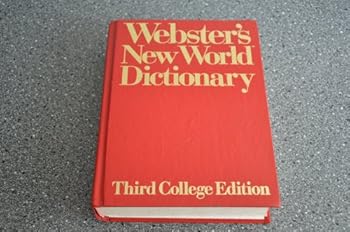 Webster's
New World
Dictionary
Third College Edition